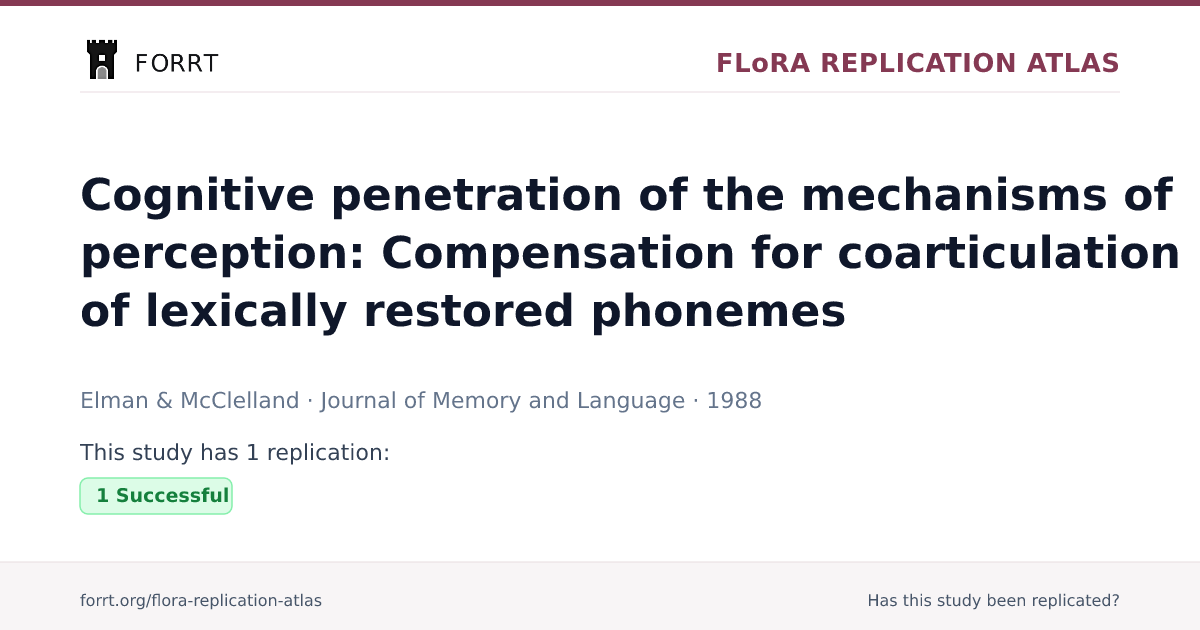 FORRT
FLoRA REPLICATION ATLAS
Cognitive penetration of the mechanisms of
perception: Compensation for coarticulation
of lexically restored phonemes
Elman & McClelland · Journal of Memory and Language · 1988
This study has 1 replication:
1 Successful
forrt.org/flora-replication-atlas
Has this study been replicated?